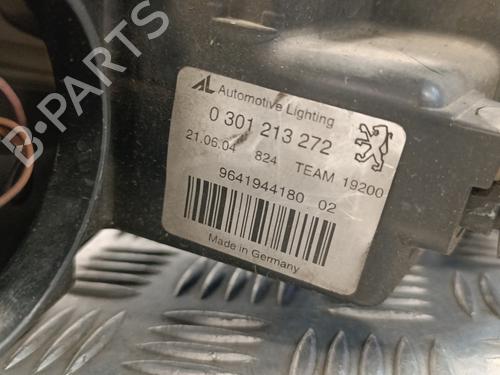 B-PARTS
AL Automotive Lighting
0 301 213 272
21.06.04 824 TEAM 19200
9641944180 02
Made in Germany